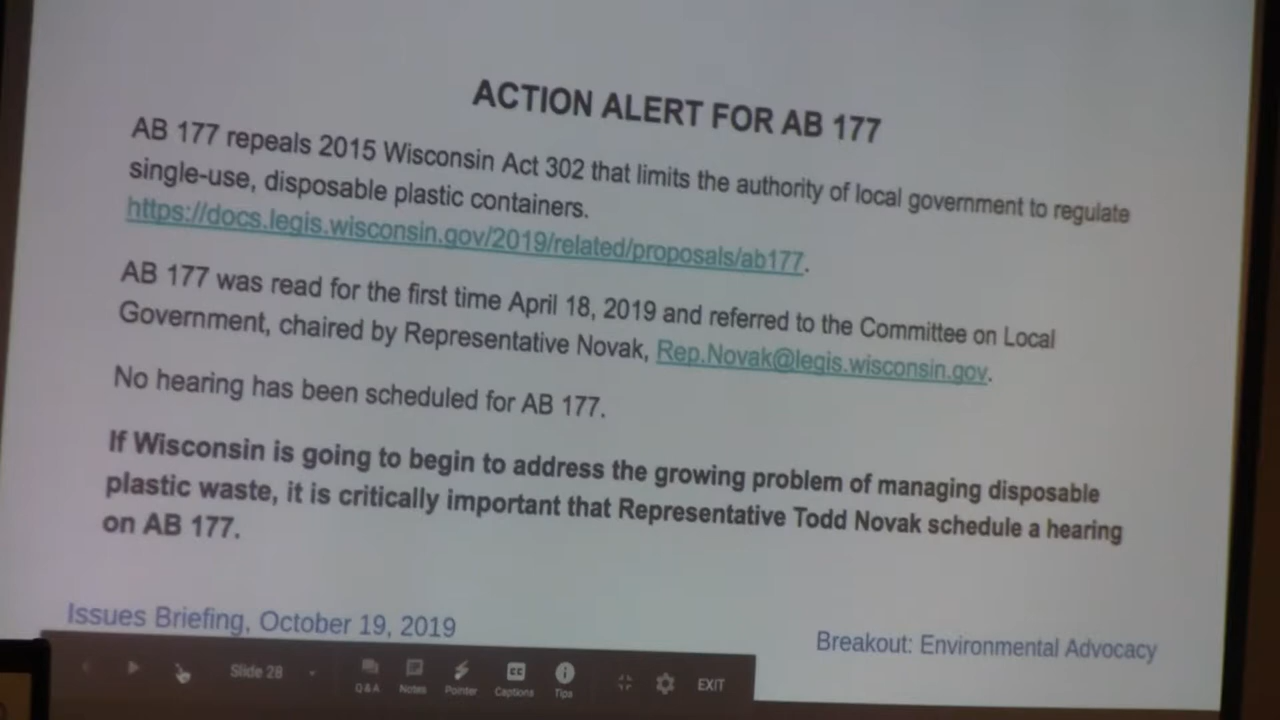 ACTION ALERT FOR AB 177
AB 177 repeals 2015 Wisconsin Act 302 that limits the authority of local government to regulate
single-use, disposable plastic containers.
https://docs.legis.wisconsin.gov/2019/related/proposals/ab177.
AB 177 was read for the first time April 18, 2019 and referred to the Committee on Local
Government, chaired by Representative Novak, Rep.Novak@legis.wisconsin.gov.
No hearing has been scheduled for AB 177.
If Wisconsin is going to begin to address the growing problem of managing disposable
plastic waste, it is critically important that Representative Todd Novak schedule a hearing
on AB 177.
Issues Briefing, October 19, 2019
Breakout: Environmental Advocacy
Slide 28
Q&A
Notes
Pointer
CC
Captions
Tips
EXIT